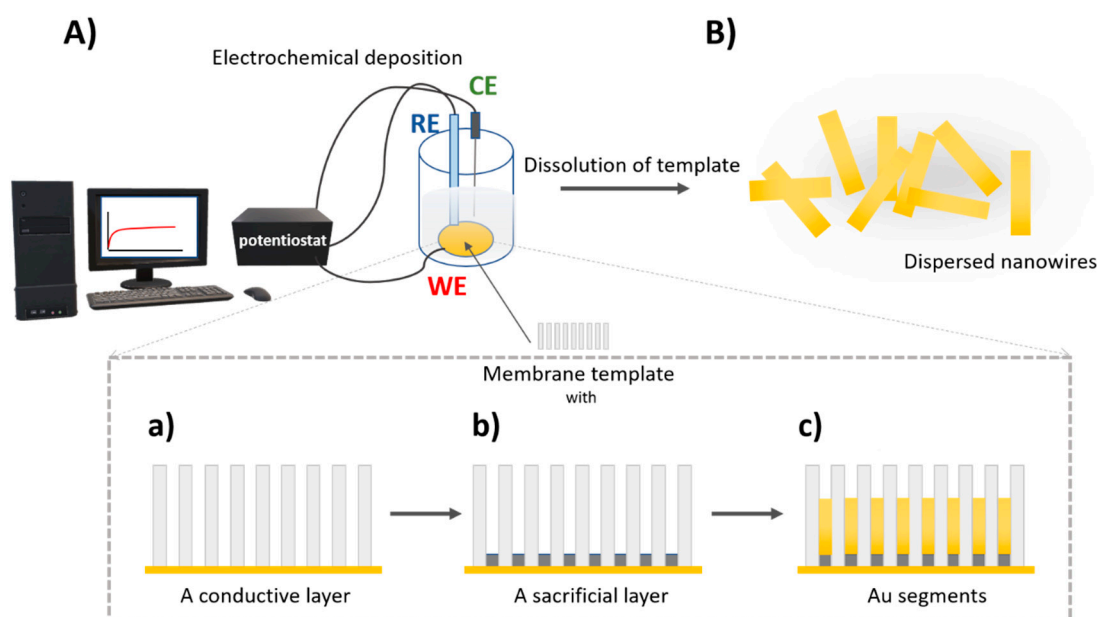 A)
B)
Electrochemical deposition
CE
RE
Dissolution of template
potentiostat
Dispersed nanowires
WE
Membrane template
with
a)
b)
c)
A conductive layer
A sacrificial layer
Au segments